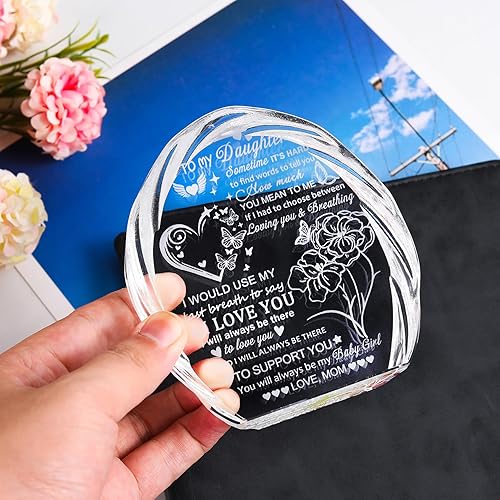 TO MY Daughter
Sometime IT'S HARD
to find words to tell you
How much
YOU MEAN TO ME
If I had to choose between
Loving you & Breathing
I WOULD USE MY
last breath to say
I LOVE YOU
I will always be there
to love you
I WILL ALWAYS BE THERE
TO SUPPORT YOU
You will always be my Baby Girl
LOVE, MOM